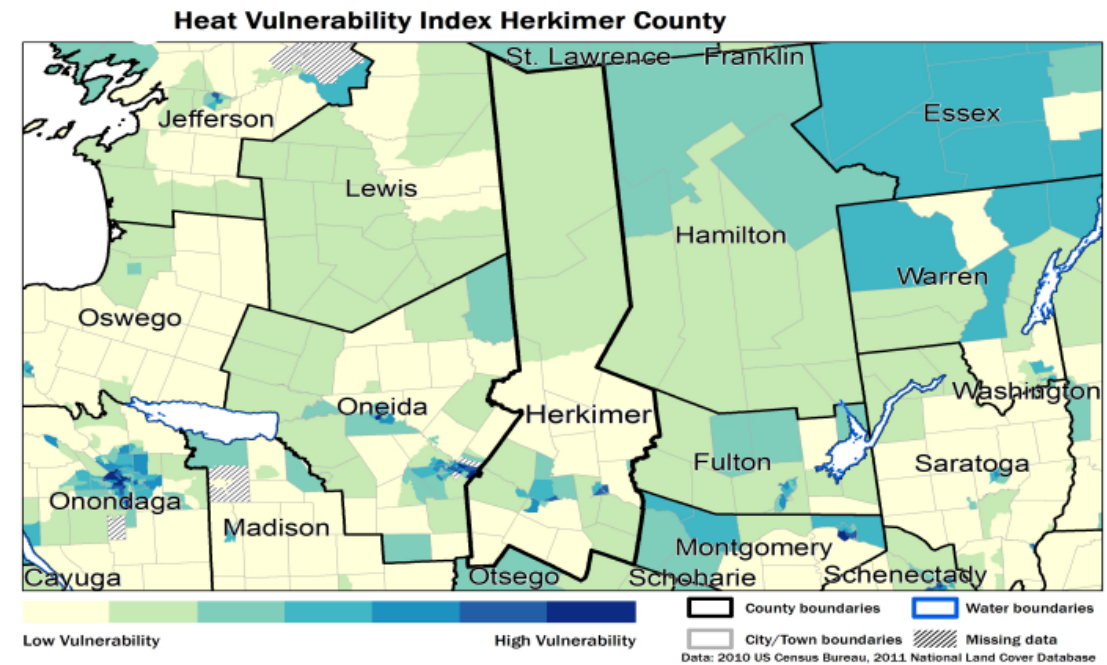 Heat Vulnerability Index Herkimer County
St. Lawrence
Franklin
Jefferson
Essex
Lewis
Hamilton
Warren
Oswego
Washington
Oneida
Herkimer
Fulton
Saratoga
Onondaga
Madison
Montgomery
Cayuga
Otsego
Schoharie
Schenectady
Low Vulnerability
High Vulnerability
County boundaries
Water boundaries
City/Town boundaries
Missing data
Data: 2010 US Census Bureau, 2011 National Land Cover Database